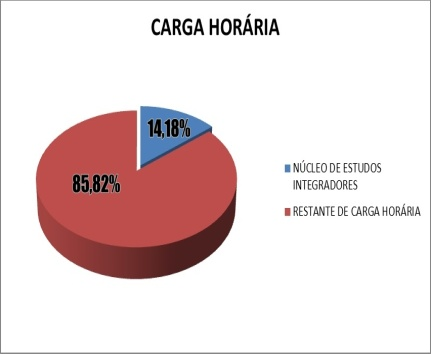 CARGA HORÁRIA
14,18%
85,82%
NÚCLEO DE ESTUDOS
INTEGRADORES
RESTANTE DE CARGA HORÁRIA